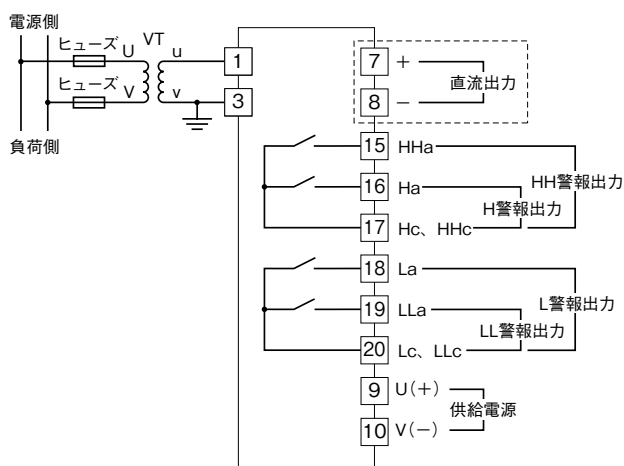 電源側
ヒューズ U VT u
ヒューズ V v
負荷側
1
3
7 +
8 −
直流出力
15 HHa
16 Ha
17 Hc、HHc
H警報出力
HH警報出力
18 La
19 LLa
20 Lc、LLc
LL警報出力
L警報出力
9 U(+)
10 V(−)
供給電源